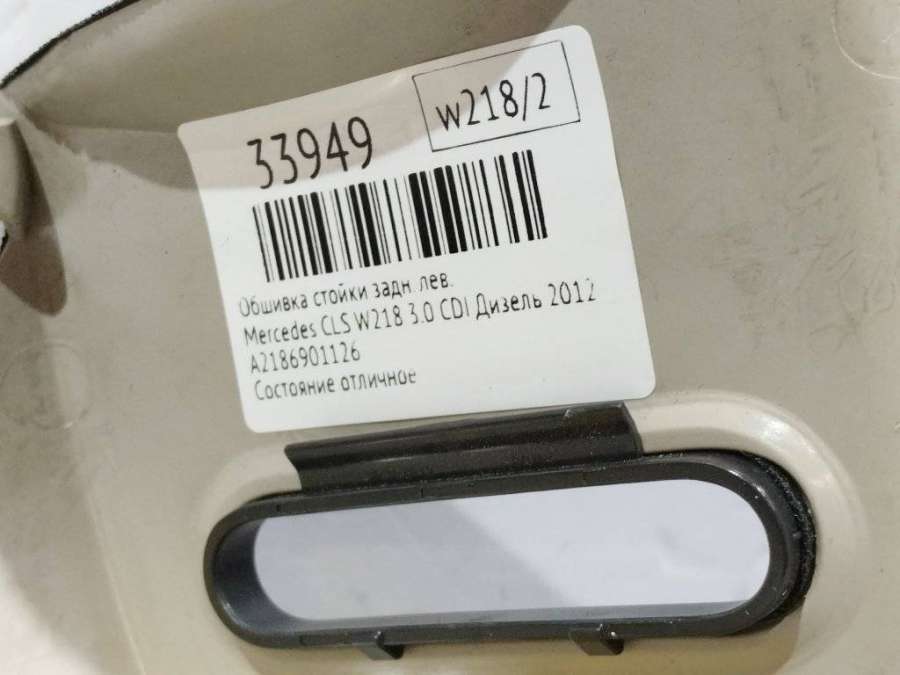 w218/2
33949
Обшивка стойки задн. лев.
Mercedes CLS W218 3.0 CDI Дизель 2012
A2186901126
Состояние отличное